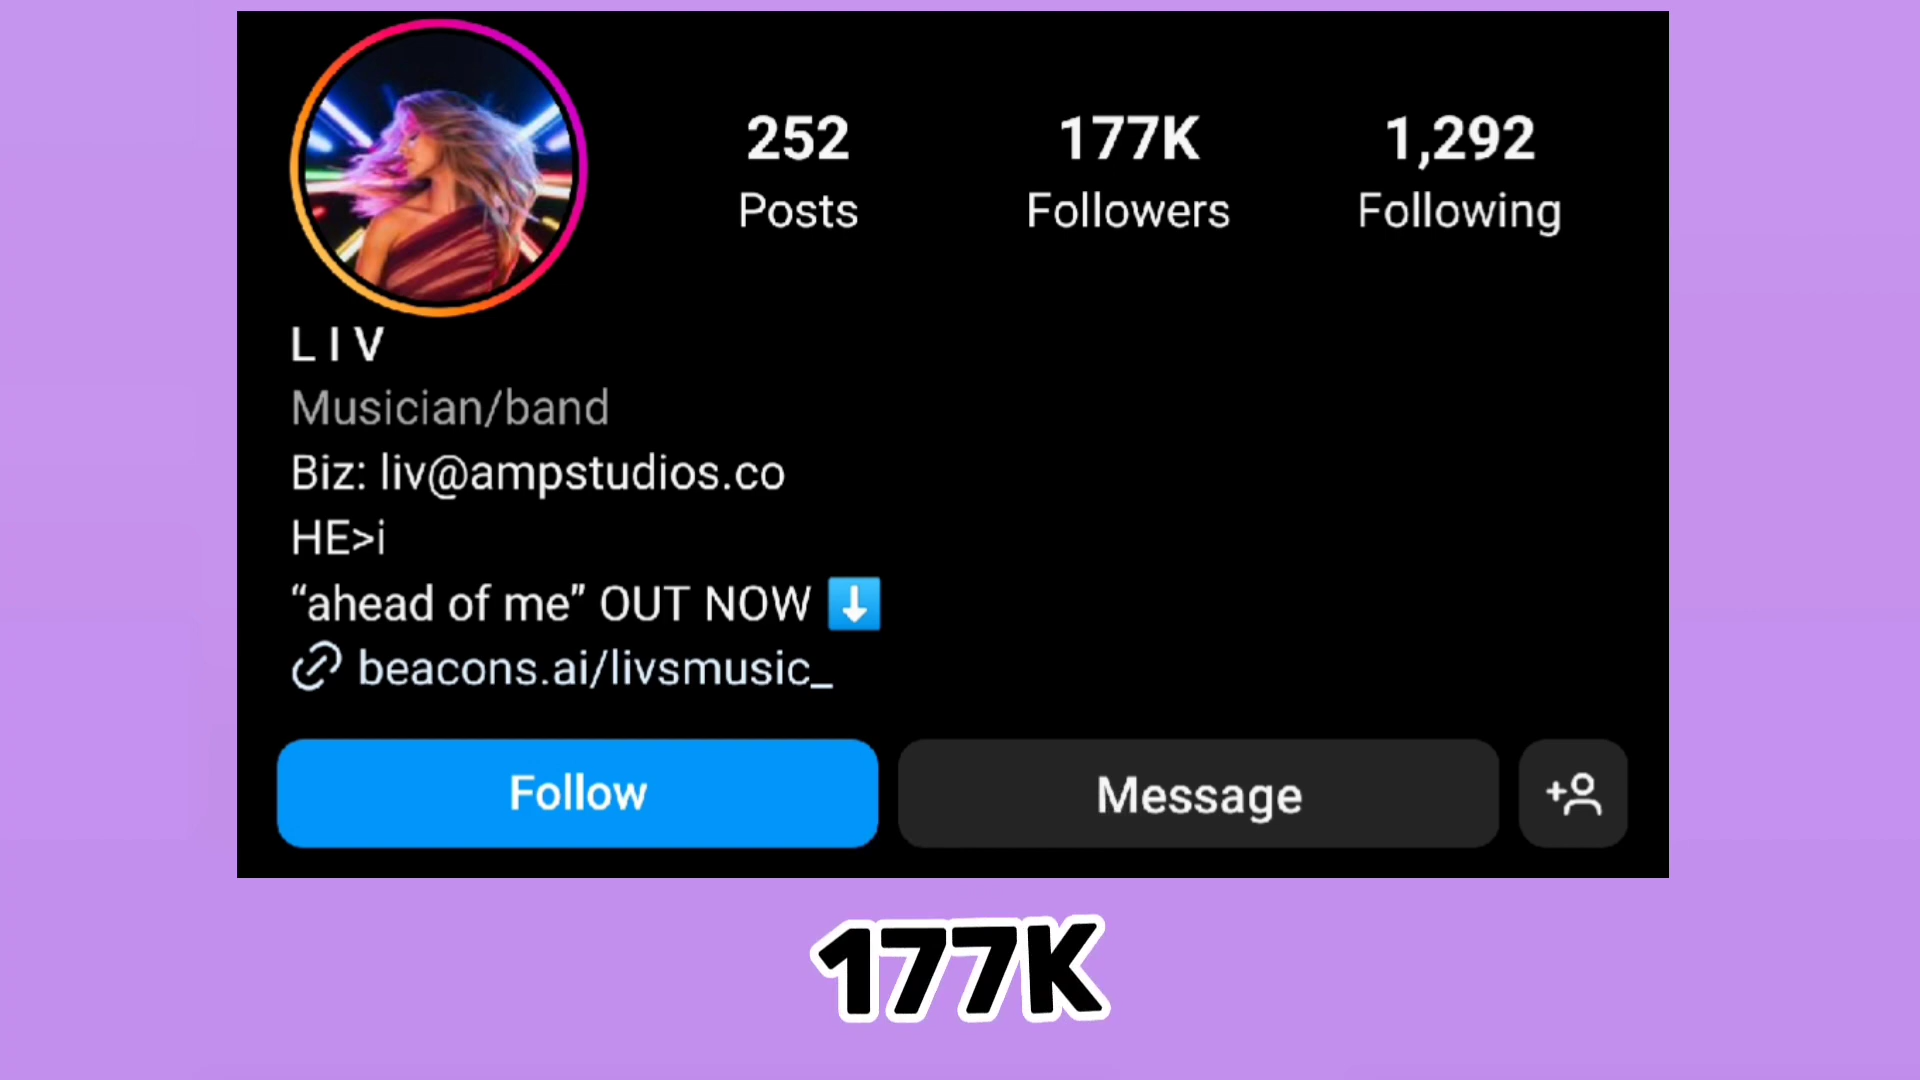 252 177K 1,292
Posts Followers Following
L I V
Musician/band
Biz: liv@ampstudios.co
HE>i
“ahead of me” OUT NOW ⬇️
beacons.ai/livsmusic_
Follow Message
177K